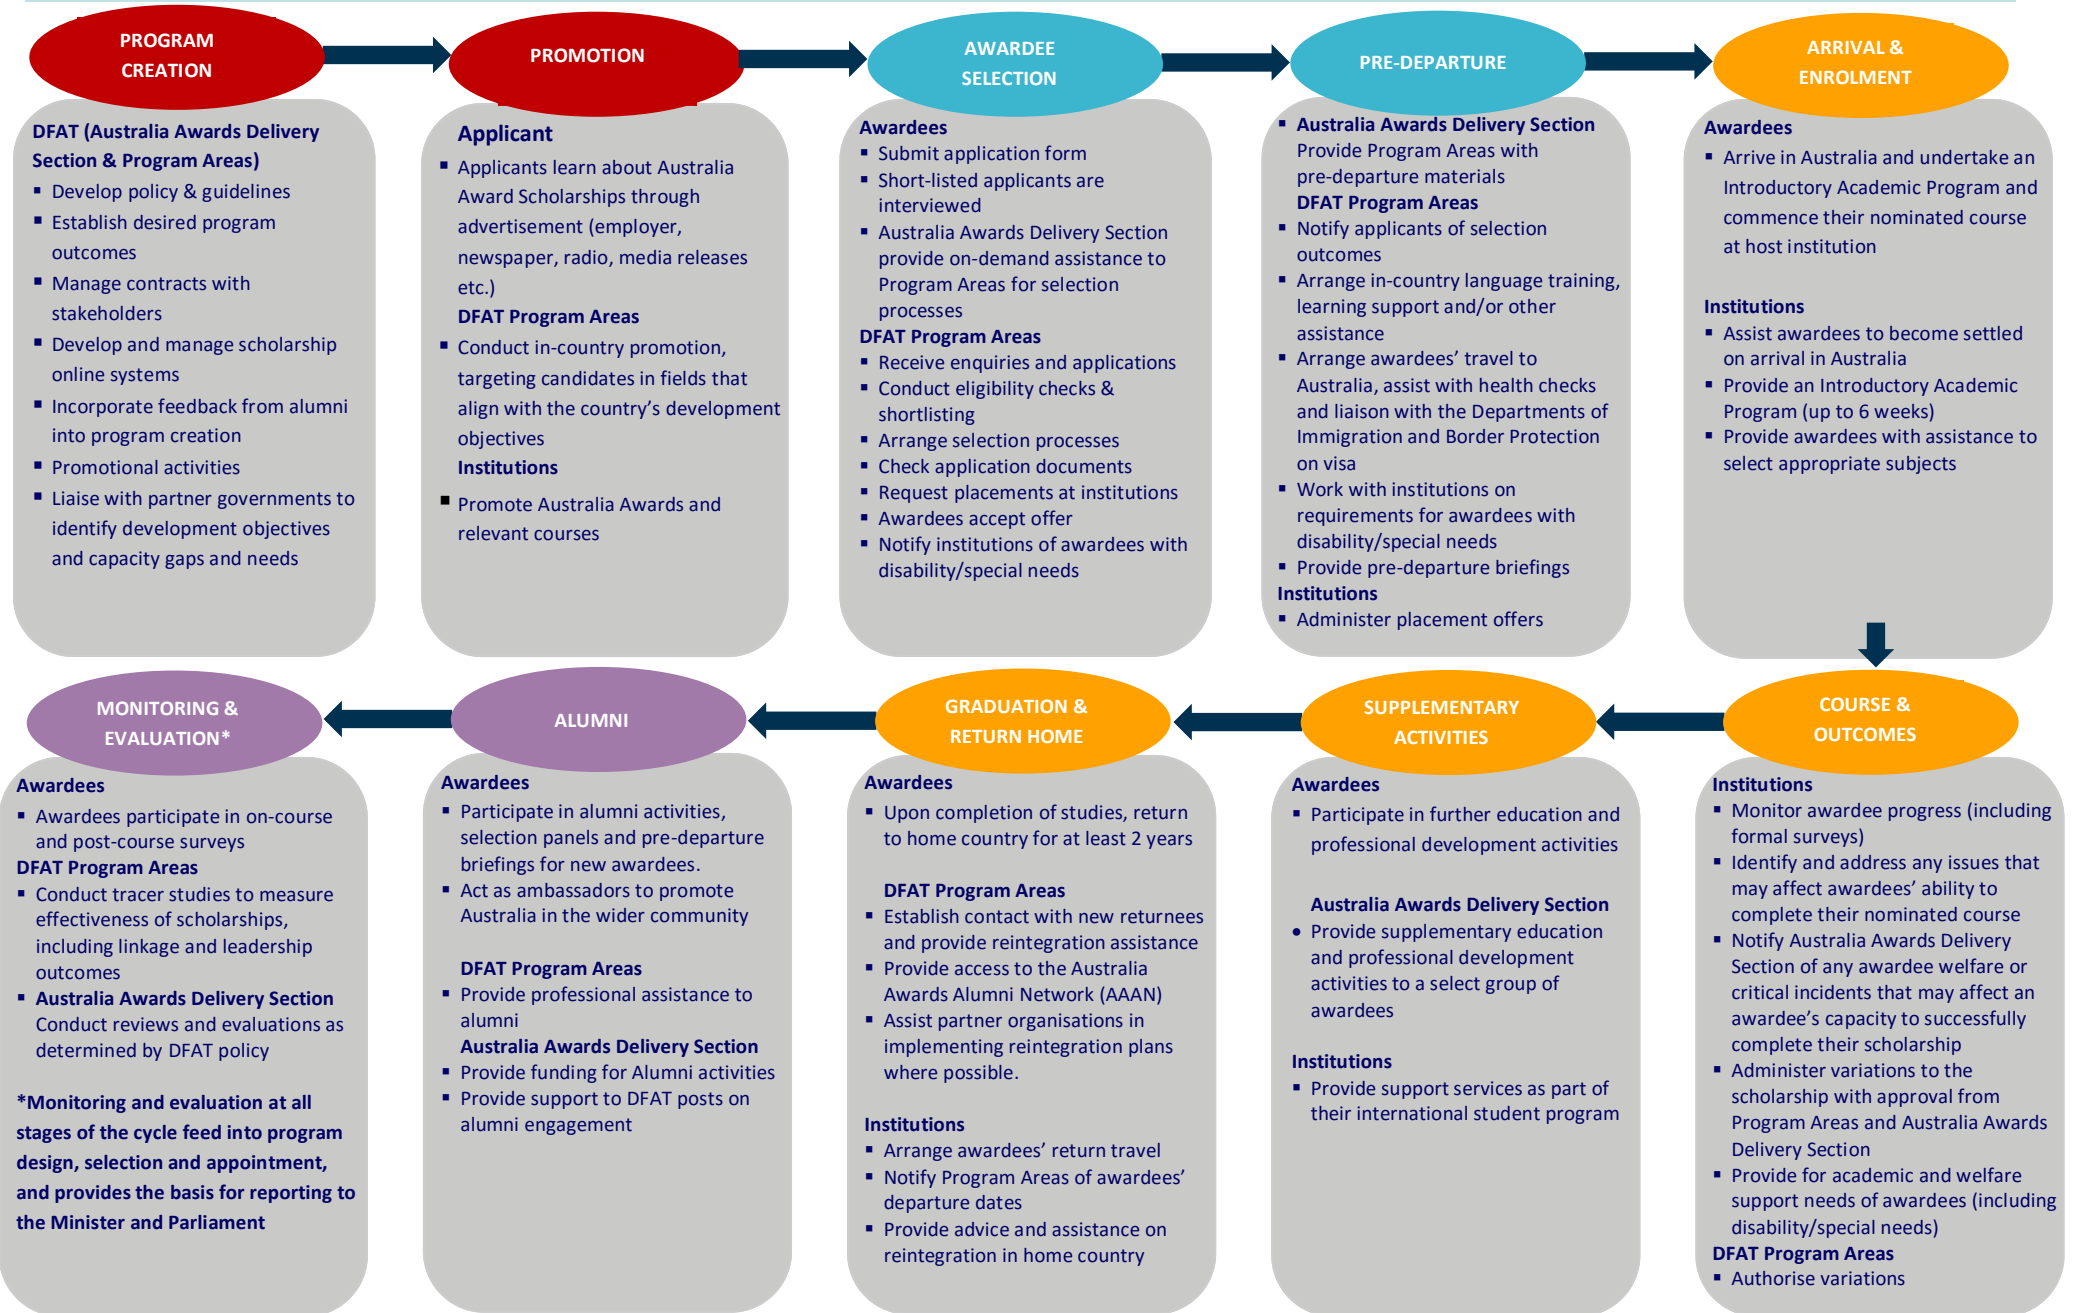 PROGRAM
CREATION
DFAT (Australia Awards Delivery
Section & Program Areas)
▪ Develop policy & guidelines
▪ Establish desired program
outcomes
▪ Manage contracts with
stakeholders
▪ Develop and manage scholarship
online systems
▪ Incorporate feedback from alumni
into program creation
▪ Promotional activities
▪ Liaise with partner governments to
identify development objectives
and capacity gaps and needs
PROMOTION
Applicant
▪ Applicants learn about Australia
Award Scholarships through
advertisement (employer,
newspaper, radio, media releases
etc.)
DFAT Program Areas
▪ Conduct in-country promotion,
targeting candidates in fields that
align with the country’s development
objectives
Institutions
▪ Promote Australia Awards and
relevant courses
AWARDEE
SELECTION
Awardees
▪ Submit application form
▪ Short-listed applicants are
interviewed
▪ Australia Awards Delivery Section
provide on-demand assistance to
Program Areas for selection
processes
DFAT Program Areas
▪ Receive enquiries and applications
▪ Conduct eligibility checks &
shortlisting
▪ Arrange selection processes
▪ Check application documents
▪ Request placements at institutions
▪ Awardees accept offer
▪ Notify institutions of awardees with
disability/special needs
PRE-DEPARTURE
▪ Australia Awards Delivery Section
Provide Program Areas with
pre-departure materials
DFAT Program Areas
▪ Notify applicants of selection
outcomes
▪ Arrange in-country language training,
learning support and/or other
assistance
▪ Arrange awardees’ travel to
Australia, assist with health checks
and liaison with the Departments of
Immigration and Border Protection
on visa
▪ Work with institutions on
requirements for awardees with
disability/special needs
▪ Provide pre-departure briefings
Institutions
▪ Administer placement offers
ARRIVAL &
ENROLMENT
Awardees
▪ Arrive in Australia and undertake an
Introductory Academic Program and
commence their nominated course
at host institution
Institutions
▪ Assist awardees to become settled
on arrival in Australia
▪ Provide an Introductory Academic
Program (up to 6 weeks)
▪ Provide awardees with assistance to
select appropriate subjects
MONITORING &
EVALUATION*
Awardees
▪ Awardees participate in on-course
and post-course surveys
DFAT Program Areas
▪ Conduct tracer studies to measure
effectiveness of scholarships,
including linkage and leadership
outcomes
▪ Australia Awards Delivery Section
Conduct reviews and evaluations as
determined by DFAT policy
*Monitoring and evaluation at all
stages of the cycle feed into program
design, selection and appointment,
and provides the basis for reporting to
the Minister and Parliament
ALUMNI
Awardees
▪ Participate in alumni activities,
selection panels and pre-departure
briefings for new awardees.
▪ Act as ambassadors to promote
Australia in the wider community
DFAT Program Areas
▪ Provide professional assistance to
alumni
Australia Awards Delivery Section
▪ Provide funding for Alumni activities
▪ Provide support to DFAT posts on
alumni engagement
GRADUATION &
RETURN HOME
Awardees
▪ Upon completion of studies, return
to home country for at least 2 years
DFAT Program Areas
▪ Establish contact with new returnees
and provide reintegration assistance
▪ Provide access to the Australia
Awards Alumni Network (AAAN)
▪ Assist partner organisations in
implementing reintegration plans
where possible.
Institutions
▪ Arrange awardees’ return travel
▪ Notify Program Areas of awardees’
departure dates
▪ Provide advice and assistance on
reintegration in home country
SUPPLEMENTARY
ACTIVITIES
Awardees
▪ Participate in further education and
professional development activities
Australia Awards Delivery Section
• Provide supplementary education
and professional development
activities to a select group of
awardees
Institutions
▪ Provide support services as part of
their international student program
COURSE &
OUTCOMES
Institutions
▪ Monitor awardee progress (including
formal surveys)
▪ Identify and address any issues that
may affect awardees’ ability to
complete their nominated course
▪ Notify Australia Awards Delivery
Section of any awardee welfare or
critical incidents that may affect an
awardee’s capacity to successfully
complete their scholarship
▪ Administer variations to the
scholarship with approval from
Program Areas and Australia Awards
Delivery Section
▪ Provide for academic and welfare
support needs of awardees (including
disability/special needs)
DFAT Program Areas
▪ Authorise variations